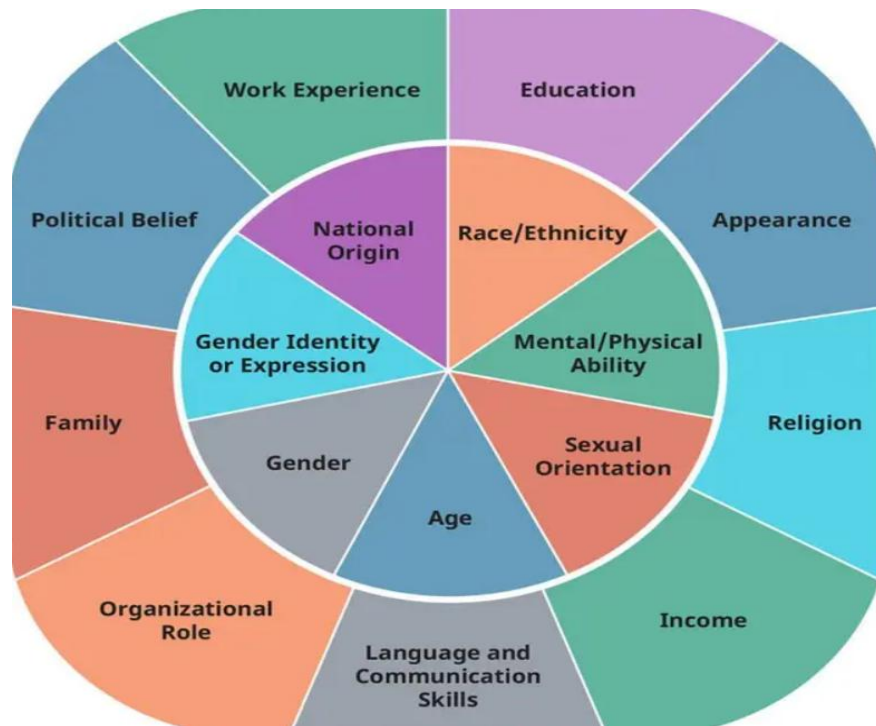 Work Experience
Education
Political Belief
Appearance
National
Origin
Race/Ethnicity
Gender Identity
or Expression
Mental/Physical
Ability
Family
Religion
Gender
Sexual
Orientation
Age
Organizational
Role
Income
Language and
Communication
Skills